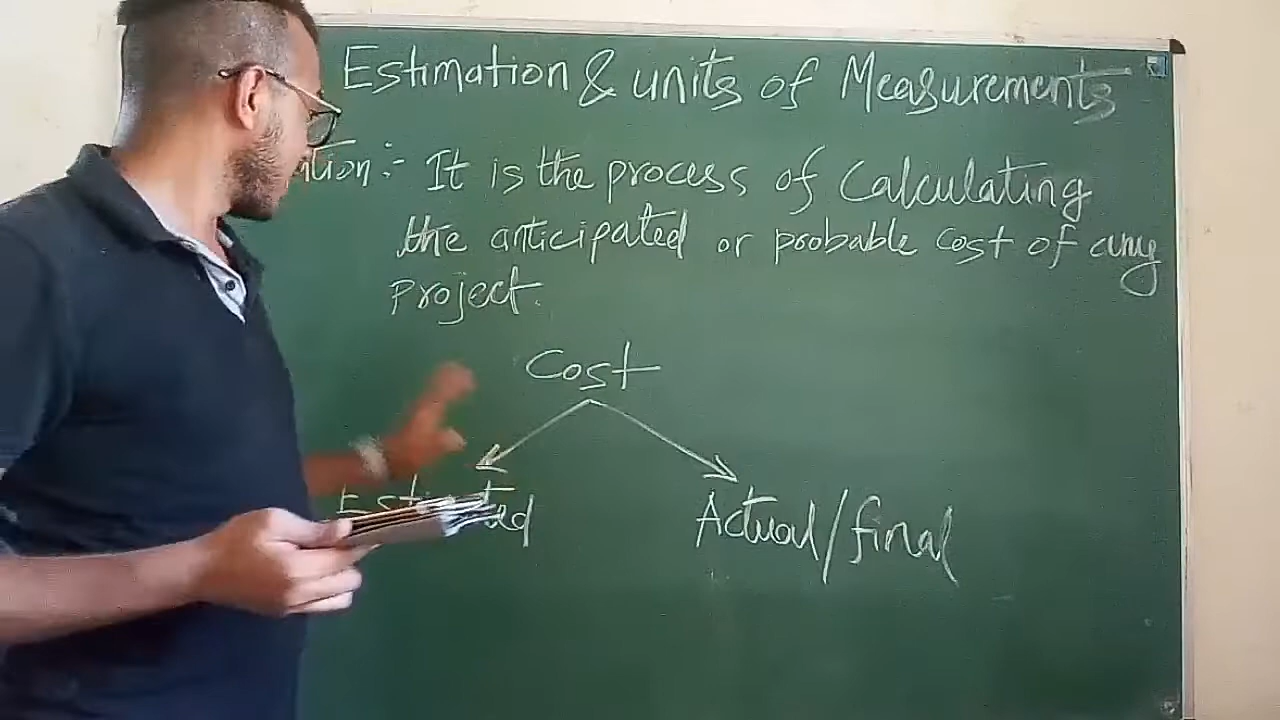 Estimation & units of Measurements
ation :- It is the process of Calculating
the anticipated or probable cost of any
project.
Cost
Actual/final